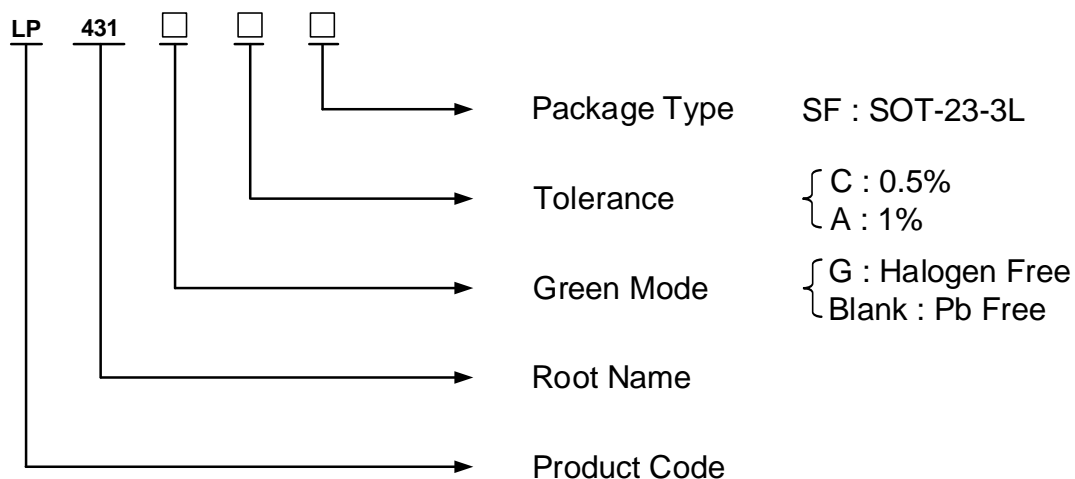 LP 431 □ □ □
Package Type SF : SOT-23-3L
Tolerance C : 0.5%
A : 1%
Green Mode G : Halogen Free
Blank : Pb Free
Root Name
Product Code